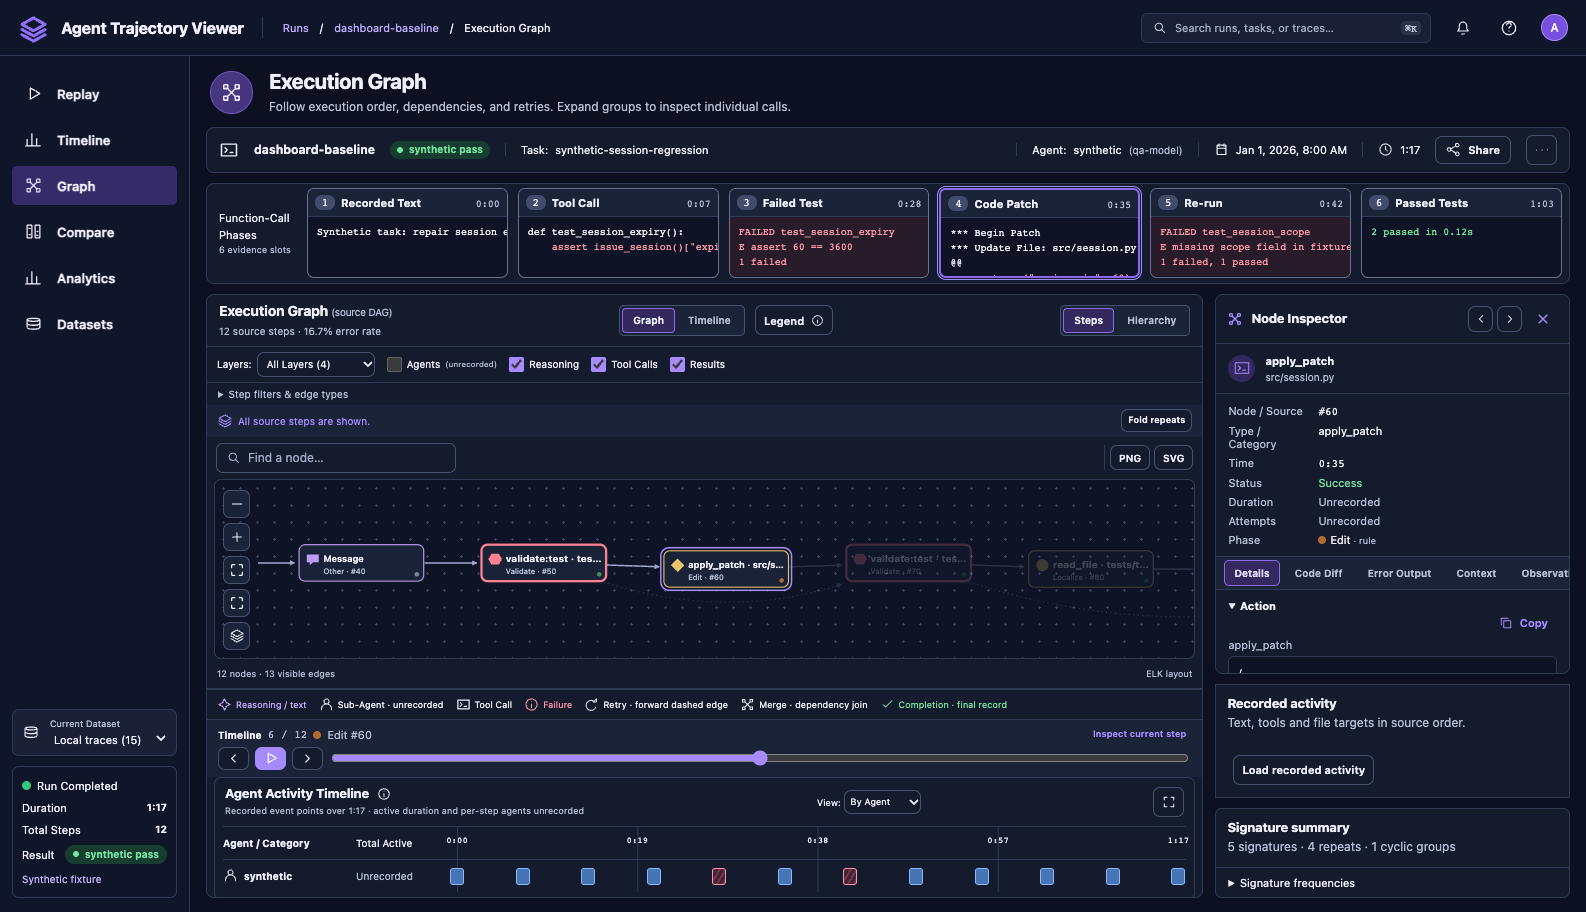 Agent Trajectory Viewer
Runs / dashboard-baseline / Execution Graph
Search runs, tasks, or traces...
⌘K
A
Replay
Timeline
Graph
Compare
Analytics
Datasets
Current Dataset
Local traces (15)
Run Completed
Duration 1:17
Total Steps 12
Result synthetic pass
Synthetic fixture
Execution Graph
Follow execution order, dependencies, and retries. Expand groups to inspect individual calls.
dashboard-baseline synthetic pass Task: synthetic-session-regression Agent: synthetic (qa-model) Jan 1, 2026, 8:00 AM 1:17 Share ...
Function-Call
Phases
6 evidence slots
1 Recorded Text 0:00
Synthetic task: repair session e
2 Tool Call 0:07
def test_session_expiry():
assert issue_session()["expi
3 Failed Test 0:28
FAILED test_session_expiry
E assert 60 == 3600
1 failed
4 Code Patch 0:35
*** Begin Patch
*** Update File: src/session.py
@@
5 Re-run 0:42
FAILED test_session_scope
E missing scope field in fixture
1 failed, 1 passed
6 Passed Tests 1:03
2 passed in 0.12s
Execution Graph (source DAG)
12 source steps · 16.7% error rate
Graph Timeline
Legend
Steps Hierarchy
Layers: All Layers (4) Agents (unrecorded) Reasoning Tool Calls Results
Step filters & edge types
All source steps are shown.
Fold repeats
Find a node...
PNG SVG
Message
Other · #40
validate:test · tes...
Validate · #50
apply_patch · src/s...
Edit · #60
validate:test · tes...
Validate · #70
read_file · tests/t...
Localize · #80
12 nodes · 13 visible edges
ELK layout
Reasoning / text Sub-Agent · unrecorded Tool Call Failure Retry · forward dashed edge Merge · dependency join Completion · final record
Timeline 6 / 12 Edit #60
Inspect current step
Agent Activity Timeline
Recorded event points over 1:17 · active duration and per-step agents unrecorded
View: By Agent
Agent / Category Total Active 0:00 0:19 0:38 0:57 1:17
synthetic Unrecorded
Node Inspector
apply_patch
src/session.py
Node / Source #60
Type /
Category apply_patch
Time 0:35
Status Success
Duration Unrecorded
Attempts Unrecorded
Phase Edit · rule
Details Code Diff Error Output Context Observati
Action
Copy
apply_patch
Recorded activity
Text, tools and file targets in source order.
Load recorded activity
Signature summary
5 signatures · 4 repeats · 1 cyclic groups
Signature frequencies